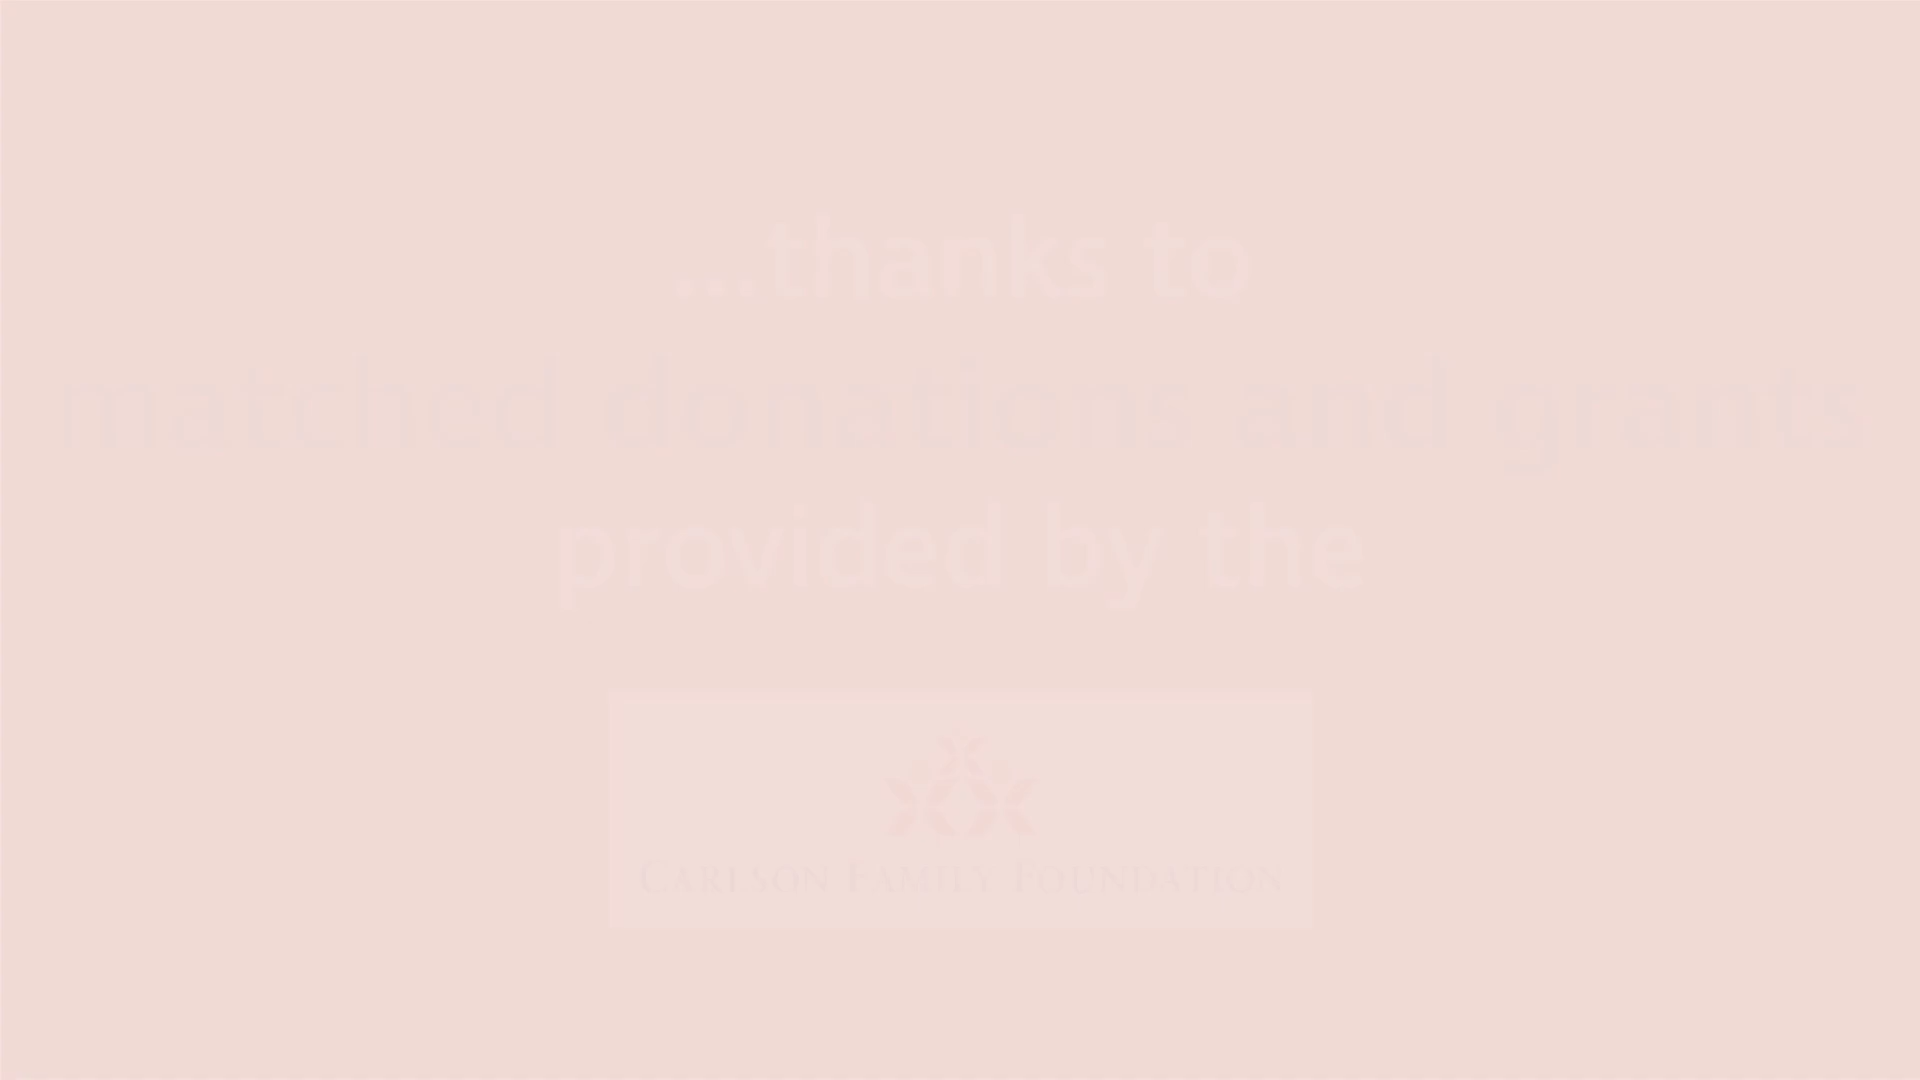 ...thanks to
matched donations and grants
provided by the
CARLSON FAMILY FOUNDATION